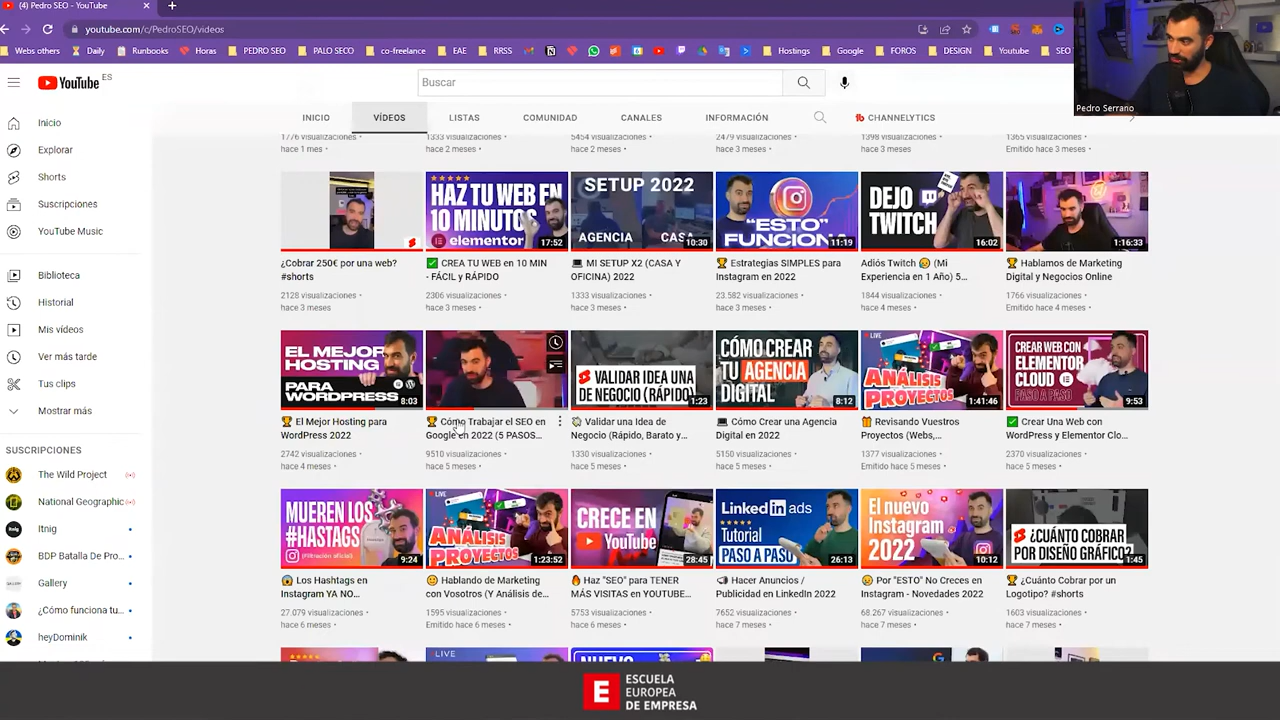 (4) Pedro SEO - YouTube
youtube.com/c/PedroSEO/videos
Webs others Daily Runbooks Horas PEDRO SEO PALO SECO co-freelance EAE RRSS Hostings Google FOROS DESIGN Youtube SEO
Pedro Serrano
YouTube ES
Buscar
INICIO VÍDEOS LISTAS COMUNIDAD CANALES INFORMACIÓN CHANNELYTICS
Inicio
Explorar
Shorts
Suscripciones
YouTube Music
Biblioteca
Historial
Mis vídeos
Ver más tarde
Tus clips
Mostrar más
SUSCRIPCIONES
The Wild Project
National Geographic
Itnig
BDP Batalla De Pro...
Gallery
¿Cómo funciona tu...
heyDominik
1776 visualizaciones •
hace 1 mes •
1333 visualizaciones •
hace 2 meses •
5454 visualizaciones •
hace 2 meses •
2479 visualizaciones •
hace 3 meses •
1398 visualizaciones •
hace 3 meses
1365 visualizaciones •
Emitido hace 3 meses •
¿Cobrar 250€ por una web?
#shorts
2128 visualizaciones •
hace 3 meses •
HAZ TU WEB EN
10 MINUTOS
elementor
17:52
CREA TU WEB en 10 MIN
- FÁCIL y RÁPIDO
2306 visualizaciones •
hace 3 meses •
SETUP 2022
AGENCIA CASA
10:30
MI SETUP X2 (CASA Y
OFICINA) 2022
1333 visualizaciones •
hace 3 meses •
"ESTO"
FUNCIONA
11:19
Estrategias SIMPLES para
Instagram en 2022
23.582 visualizaciones •
hace 3 meses •
DEJO
TWITCH
16:02
Adiós Twitch (Mi
Experiencia en 1 Año) 5...
1844 visualizaciones •
hace 4 meses •
1:16:33
Hablamos de Marketing
Digital y Negocios Online
1766 visualizaciones •
Emitido hace 4 meses •
EL MEJOR
HOSTING
PARA
WORDPRESS
8:03
El Mejor Hosting para
WordPress 2022
2742 visualizaciones •
hace 4 meses •
Cómo Trabajar el SEO en
Google en 2022 (5 PASOS...
9510 visualizaciones •
hace 5 meses •
VALIDAR IDEA UNA
DE NEGOCIO (RÁPIDO)
1:23
Validar una Idea de
Negocio (Rápido, Barato y...
1330 visualizaciones •
hace 5 meses •
CÓMO CREAR
TU AGENCIA
DIGITAL
8:12
Cómo Crear una Agencia
Digital en 2022
5150 visualizaciones •
hace 5 meses •
LIVE
ANÁLISIS
PROYECTOS
1:41:46
Revisando Vuestros
Proyectos (Webs,...
1377 visualizaciones •
Emitido hace 5 meses •
CREAR WEB CON
ELEMENTOR
CLOUD
PASO A PASO
9:53
Crear Una Web con
WordPress y Elementor Clo...
2370 visualizaciones •
hace 5 meses •
MUEREN LOS
#HASTAGS
(Filtración oficial)
9:24
Los Hashtags en
Instagram YA NO...
27.079 visualizaciones •
hace 6 meses •
LIVE
ANÁLISIS
PROYECTOS
1:23:52
Hablando de Marketing
con Vosotros (Y Análisis de...
1595 visualizaciones •
Emitido hace 6 meses •
CRECE EN
YouTube
28:45
Haz "SEO" para TENER
MÁS VISITAS en YOUTUBE...
5753 visualizaciones •
hace 6 meses •
Linked in ads
Tutorial
PASO A PASO
26:13
Hacer Anuncios /
Publicidad en LinkedIn 2022
7652 visualizaciones •
hace 7 meses •
El nuevo
Instagram
2022
10:12
Por "ESTO" No Creces en
Instagram - Novedades 2022
68.267 visualizaciones •
hace 7 meses •
¿CUÁNTO COBRAR
POR DISEÑO GRÁFICO?
1:45
¿Cuánto Cobrar por un
Logotipo? #shorts
1603 visualizaciones •
hace 7 meses •
LIVE
NUEVO
E
ESCUELA
EUROPEA
DE EMPRESA